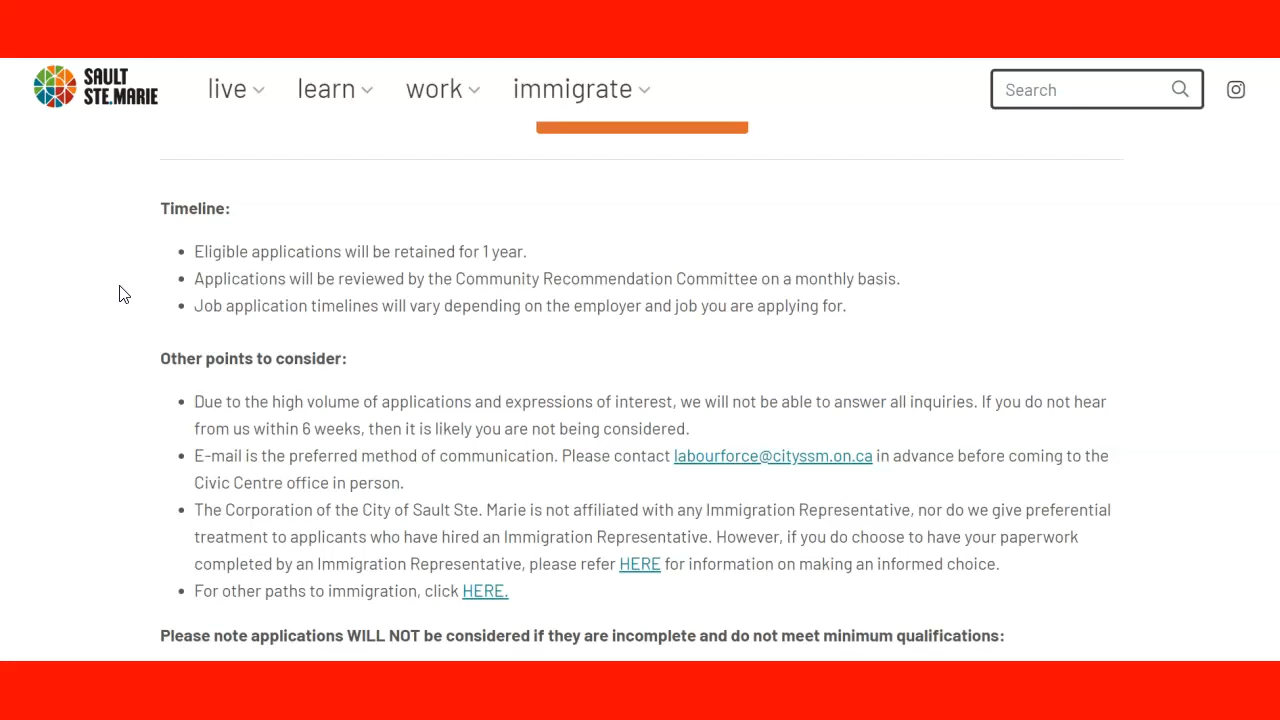 SAULT
STE.MARIE
live
learn
work
immigrate
Search
Timeline:
• Eligible applications will be retained for 1 year.
• Applications will be reviewed by the Community Recommendation Committee on a monthly basis.
• Job application timelines will vary depending on the employer and job you are applying for.
Other points to consider:
• Due to the high volume of applications and expressions of interest, we will not be able to answer all inquiries. If you do not hear
from us within 6 weeks, then it is likely you are not being considered.
• E-mail is the preferred method of communication. Please contact labourforce@cityssm.on.ca in advance before coming to the
Civic Centre office in person.
• The Corporation of the City of Sault Ste. Marie is not affiliated with any Immigration Representative, nor do we give preferential
treatment to applicants who have hired an Immigration Representative. However, if you do choose to have your paperwork
completed by an Immigration Representative, please refer HERE for information on making an informed choice.
• For other paths to immigration, click HERE.
Please note applications WILL NOT be considered if they are incomplete and do not meet minimum qualifications: